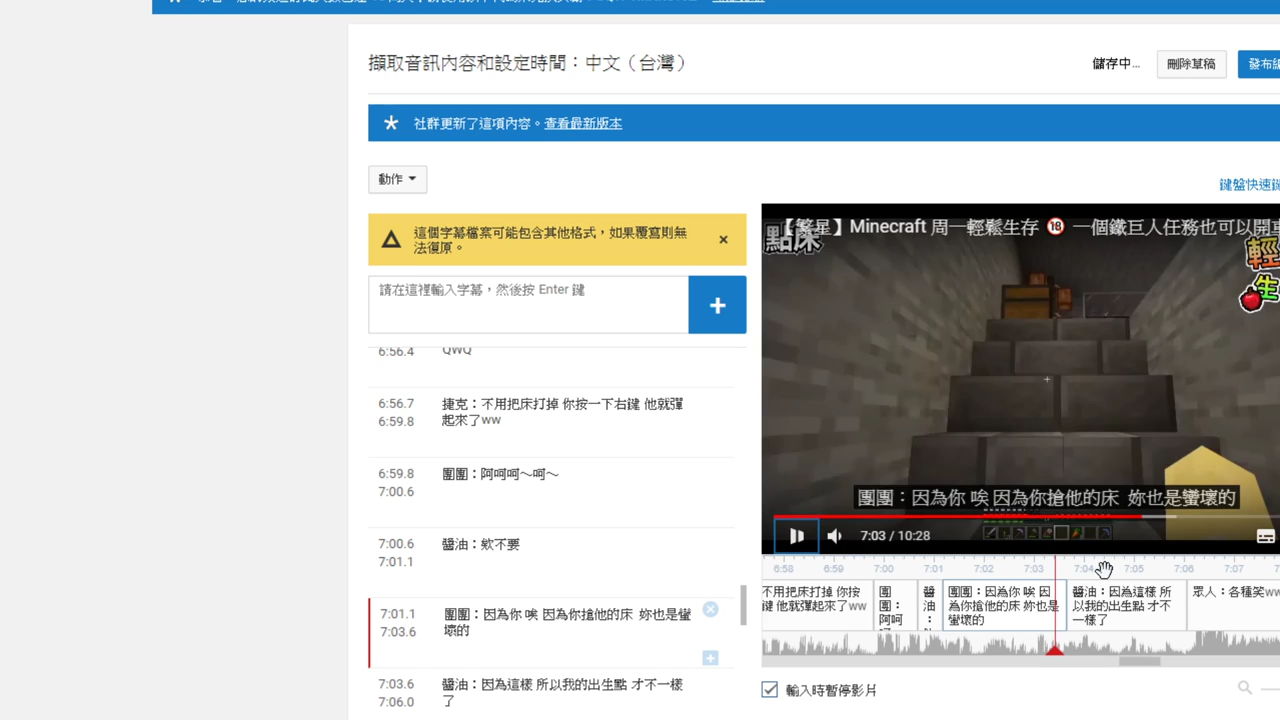 擷取音訊內容和設定時間：中文（台灣）
儲存中...
刪除草稿
發布編
社群更新了這項內容。查看最新版本
動作
鍵盤快速鍵
這個字幕檔案可能包含其他格式，如果覆寫則無
法復原。
請在這裡輸入字幕，然後按 Enter 鍵
6:56.4 QWQ
6:56.7 捷克：不用把床打掉 你按一下右鍵 他就彈
6:59.8 起來了ww
6:59.8 團團：阿呵呵～呵～
7:00.6
7:00.6 醬油：欸不要
7:01.1
7:01.1 團團：因為你 唉 因為你搶他的床 妳也是蠻
7:03.6 壞的
7:03.6 醬油：因為這樣 所以我的出生點 才不一樣
7:06.0 了
【繁星】Minecraft 周一輕鬆生存 🔞 一個鐵巨人任務也可以開車
點床
輕
生
團團：因為你 唉 因為你搶他的床 妳也是蠻壞的
7:03 / 10:28
6:58 6:59 7:00 7:01 7:02 7:03 7:04 7:05 7:06 7:07
不用把床打掉 你按
鍵 他就彈起來了ww
團
團：
阿呵
醬
油
：
團團：因為你 唉 因
為你搶他的床 妳也是
蠻壞的
醬油：因為這樣 所
以我的出生點 才不
一樣了
眾人：各種笑ww
輸入時暫停影片